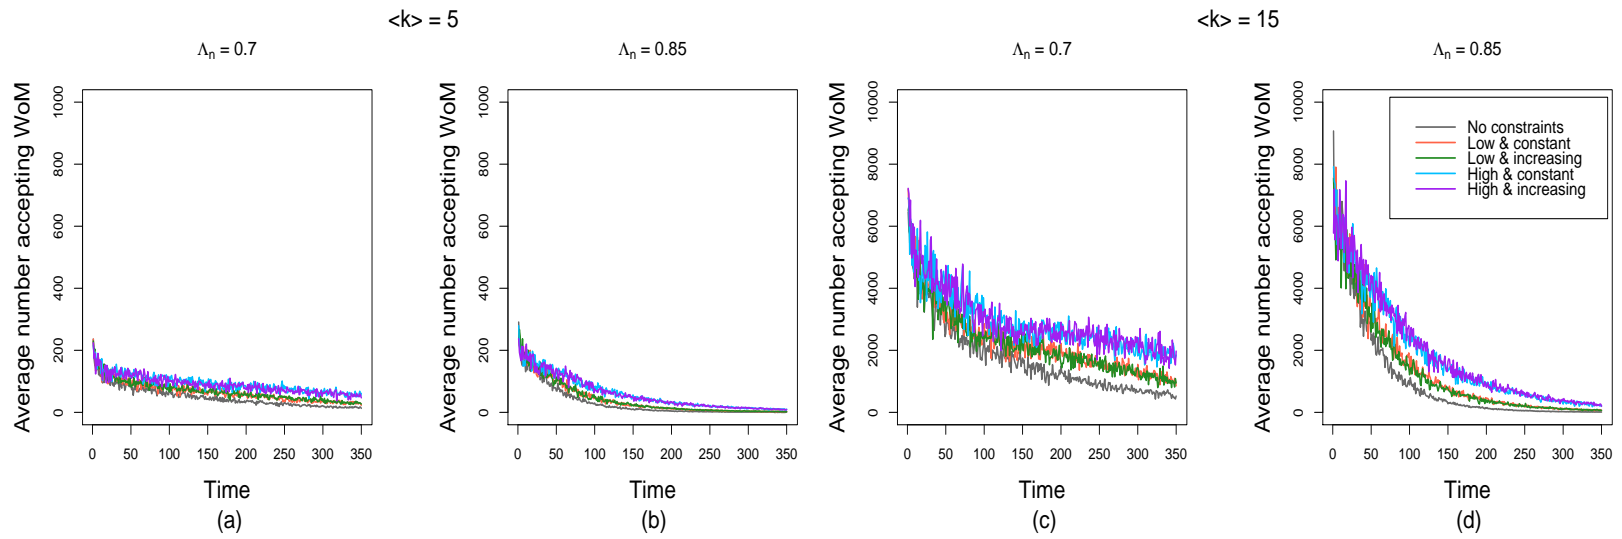 <k> = 5
<k> = 15
Λn = 0.7
Λn = 0.85
Λn = 0.7
Λn = 0.85
Average number accepting WoM
1000
800
600
400
200
0
0 50 100 150 200 250 300 350
Time
(a)
Average number accepting WoM
1000
800
600
400
200
0
0 50 100 150 200 250 300 350
Time
(b)
Average number accepting WoM
10000
8000
6000
4000
2000
0
0 50 100 150 200 250 300 350
Time
(c)
Average number accepting WoM
10000
8000
6000
4000
2000
0
0 50 100 150 200 250 300 350
Time
(d)
No constraints
Low & constant
Low & increasing
High & constant
High & increasing